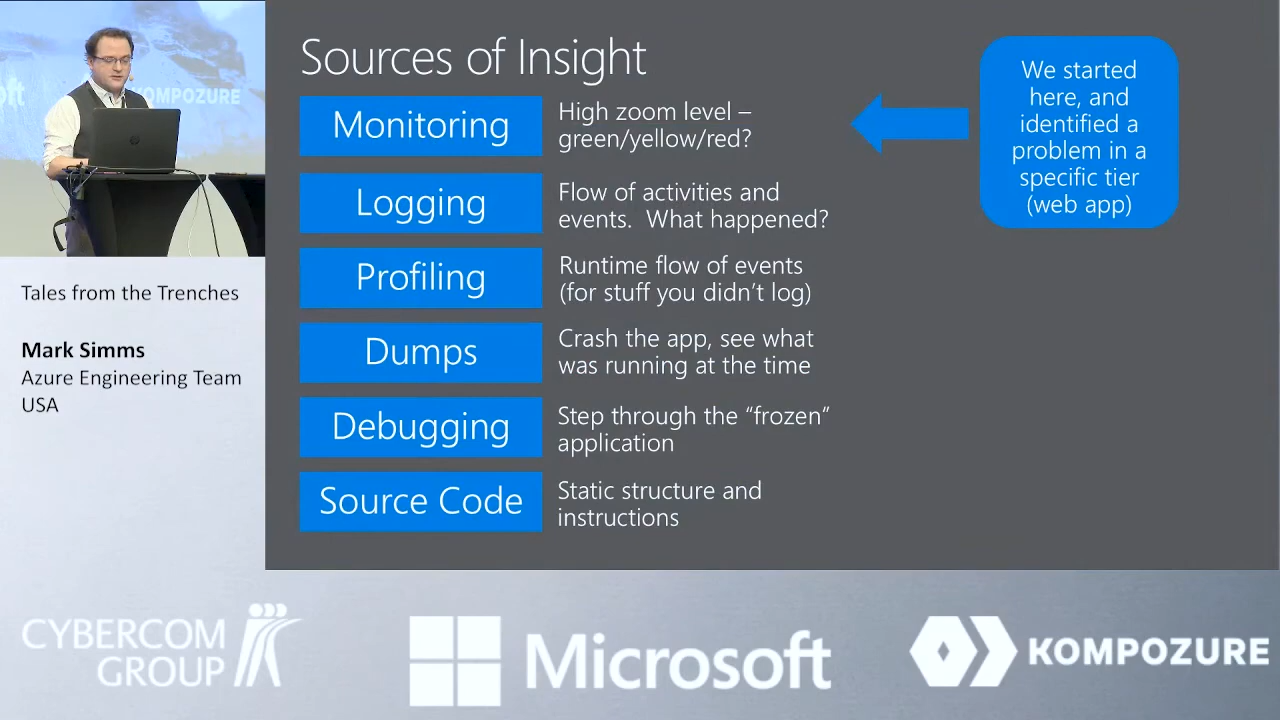 oft
KOMPOZURE
Tales from the Trenches
Mark Simms
Azure Engineering Team
USA
Sources of Insight
Monitoring
High zoom level –
green/yellow/red?
Logging
Flow of activities and
events.  What happened?
Profiling
Runtime flow of events
(for stuff you didn’t log)
Dumps
Crash the app, see what
was running at the time
Debugging
Step through the “frozen”
application
Source Code
Static structure and
instructions
We started
here, and
identified a
problem in a
specific tier
(web app)
CYBERCOM
GROUP
Microsoft
KOMPOZURE